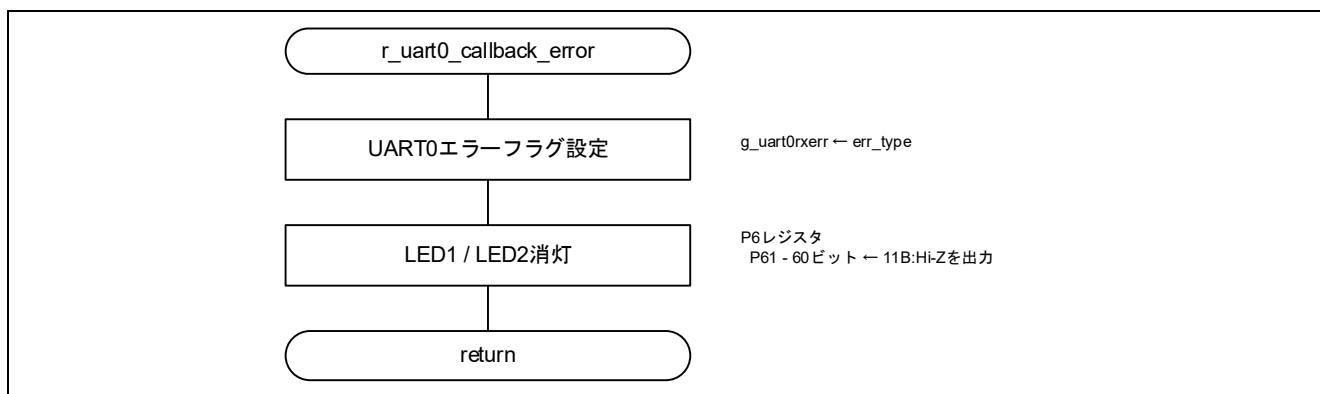 r_uart0_callback_error
UART0エラーフラグ設定
g_uart0rxerr ← err_type
LED1 / LED2消灯
P6レジスタ
P61 - 60ビット ← 11B:Hi-Zを出力
return